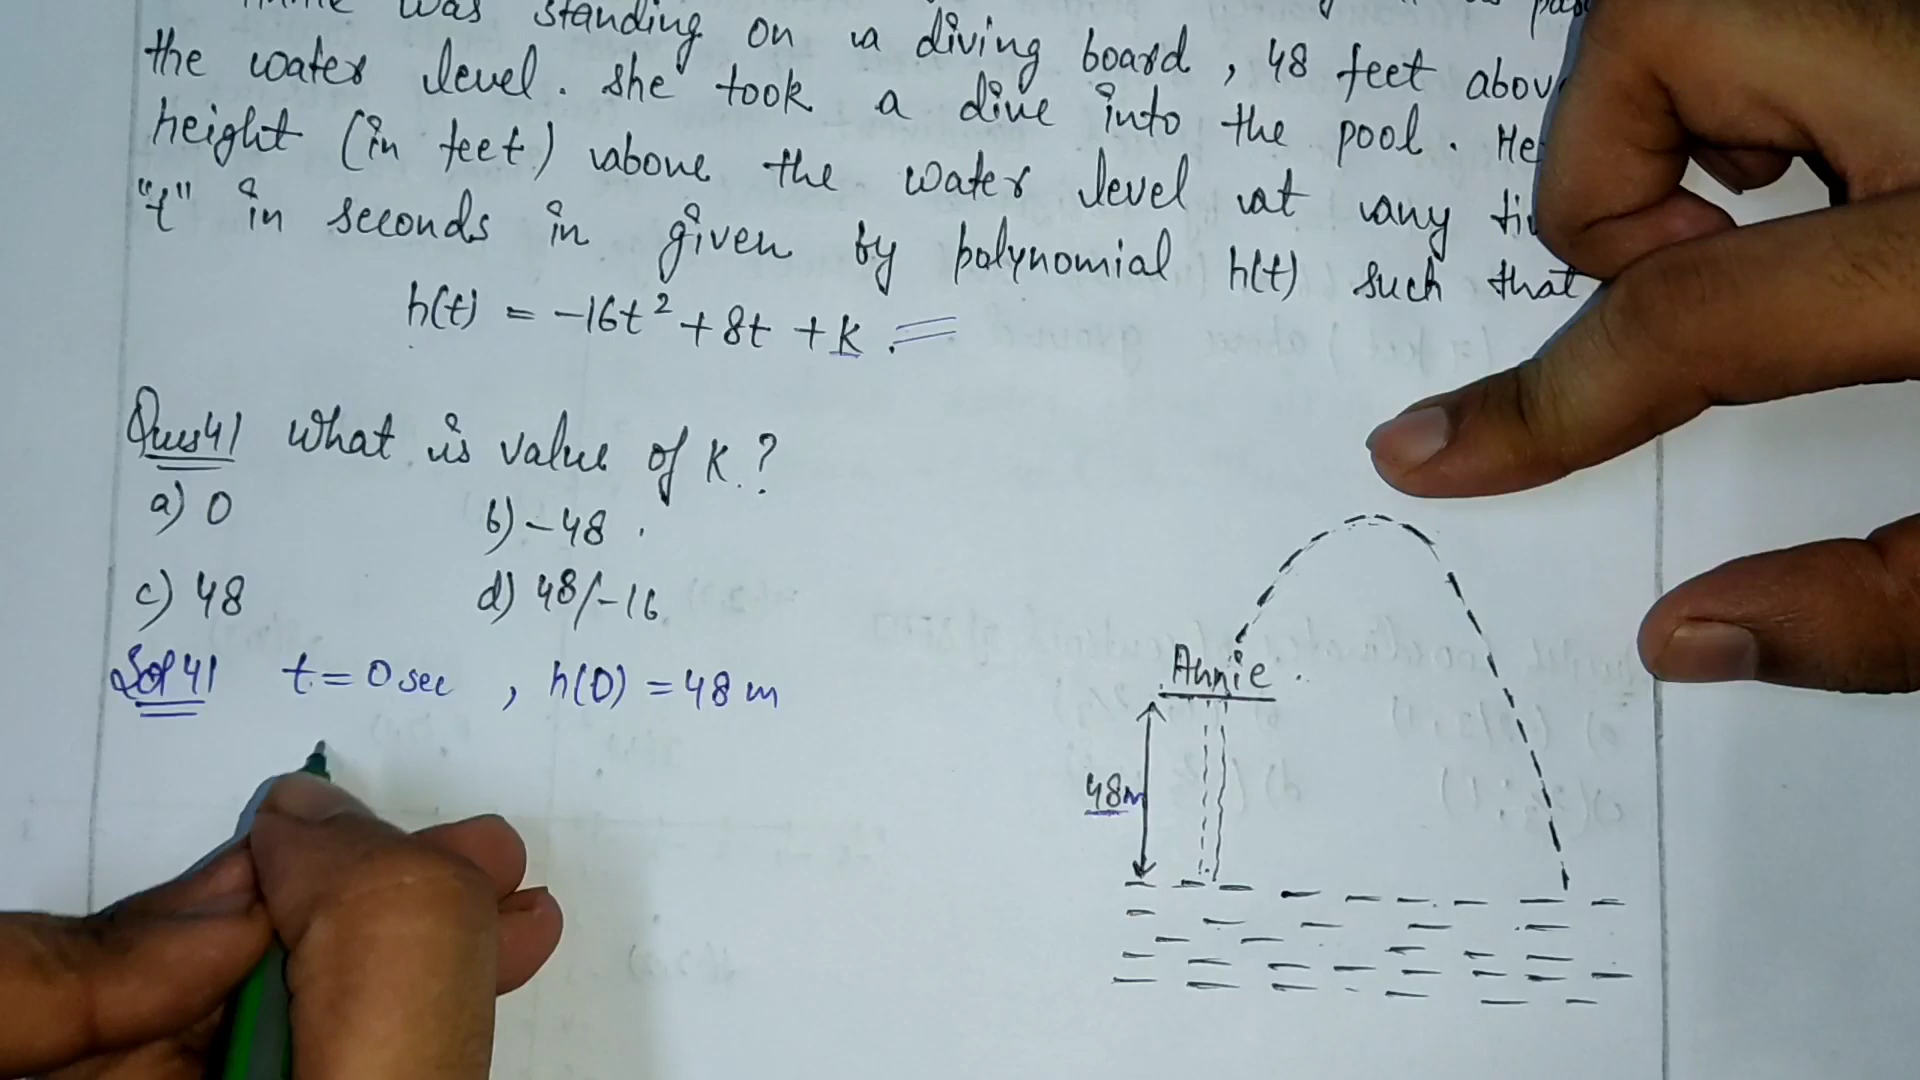 was standing on a diving board, 48 feet abov
the water level. she took a dive into the pool. He
height (in feet) above the water level at any ti
"t" in seconds in given by polynomial h(t) such that
h(t) = -16t² + 8t + k.
Ques41 What is value of K.?
a) 0 b) -48.
c) 48 d) 48/-16
Sol41 t = 0 sec, h(0) = 48 m
Annie.
48m